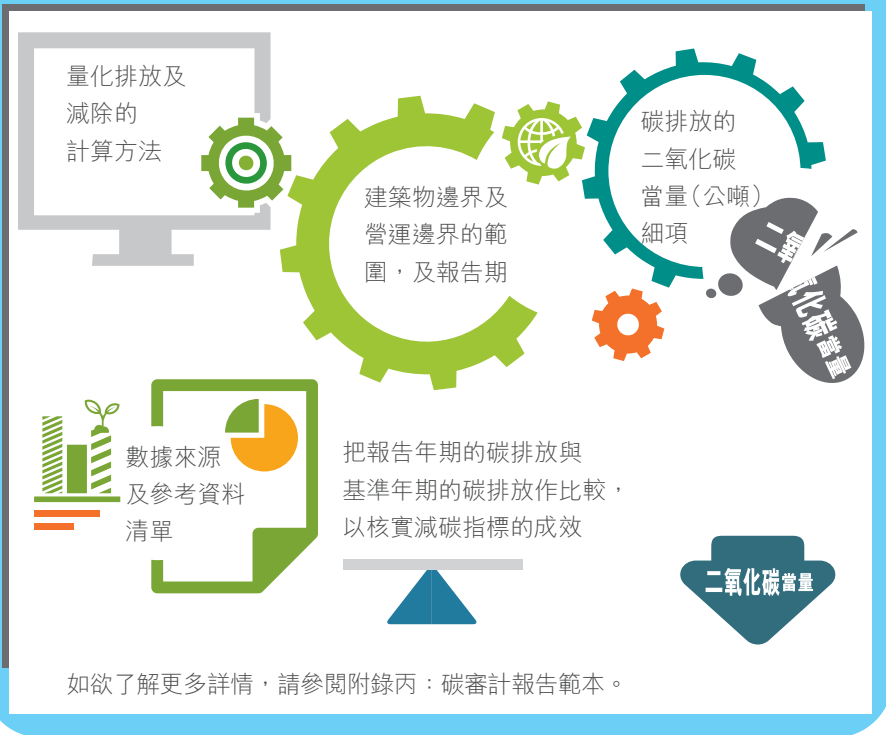 量化排放及
減除的
計算方法
建築物邊界及
營運邊界的範
圍，及報告期
碳排放的
二氧化碳
當量（公噸）
細項
二氧
氧化碳當量
數據來源
及參考資料
清單
把報告年期的碳排放與
基準年期的碳排放作比較，
以核實減碳指標的成效
二氧化碳當量
如欲了解更多詳情，請參閱附錄丙：碳審計報告範本。